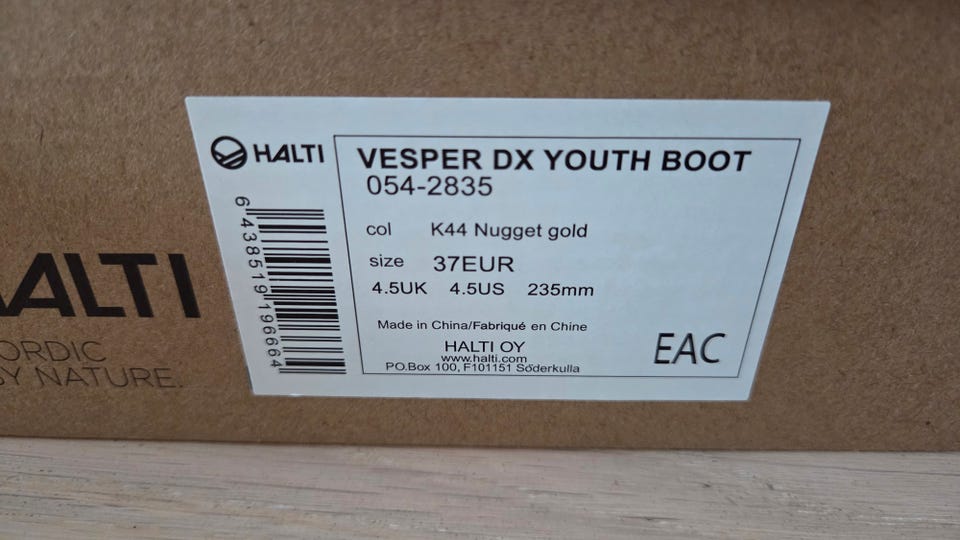 HALTI
VESPER DX YOUTH BOOT
054-2835
col K44 Nugget gold
size 37EUR
4.5UK 4.5US 235mm
Made in China/Fabriqué en Chine
HALTI OY
www.halti.com
PO.Box 100, F101151 Söderkulla
EAC
6 438519 196664
ALTI
ORDIC
BY NATURE.